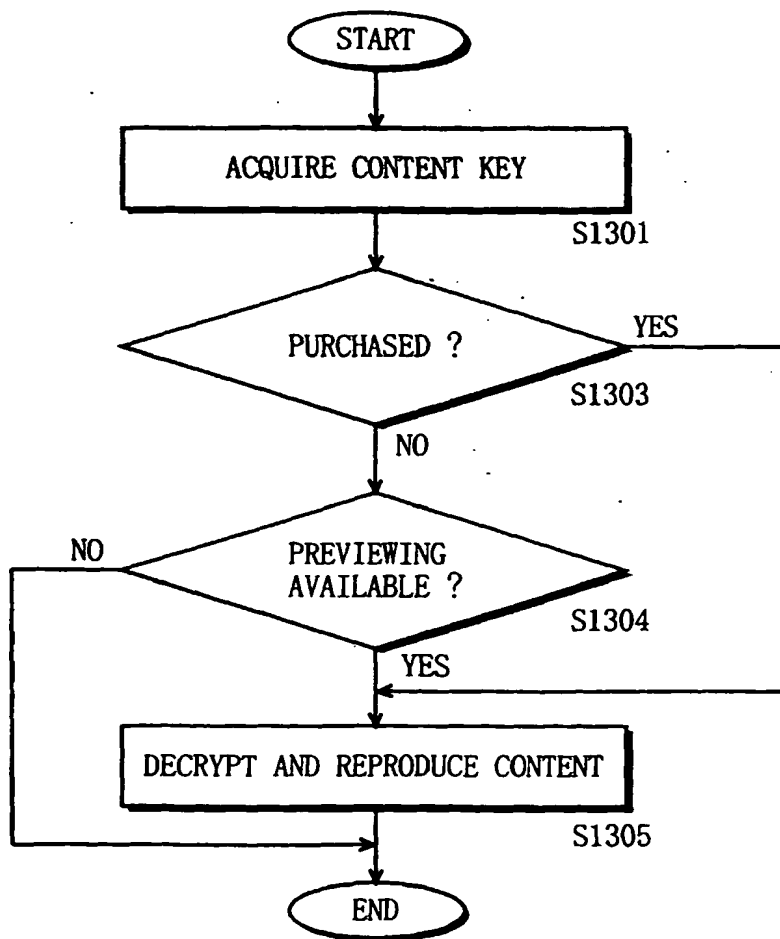 START
ACQUIRE CONTENT KEY
S1301
PURCHASED ?
YES
S1303
NO
NO
PREVIEWING
AVAILABLE ?
S1304
YES
DECRYPT AND REPRODUCE CONTENT
S1305
END